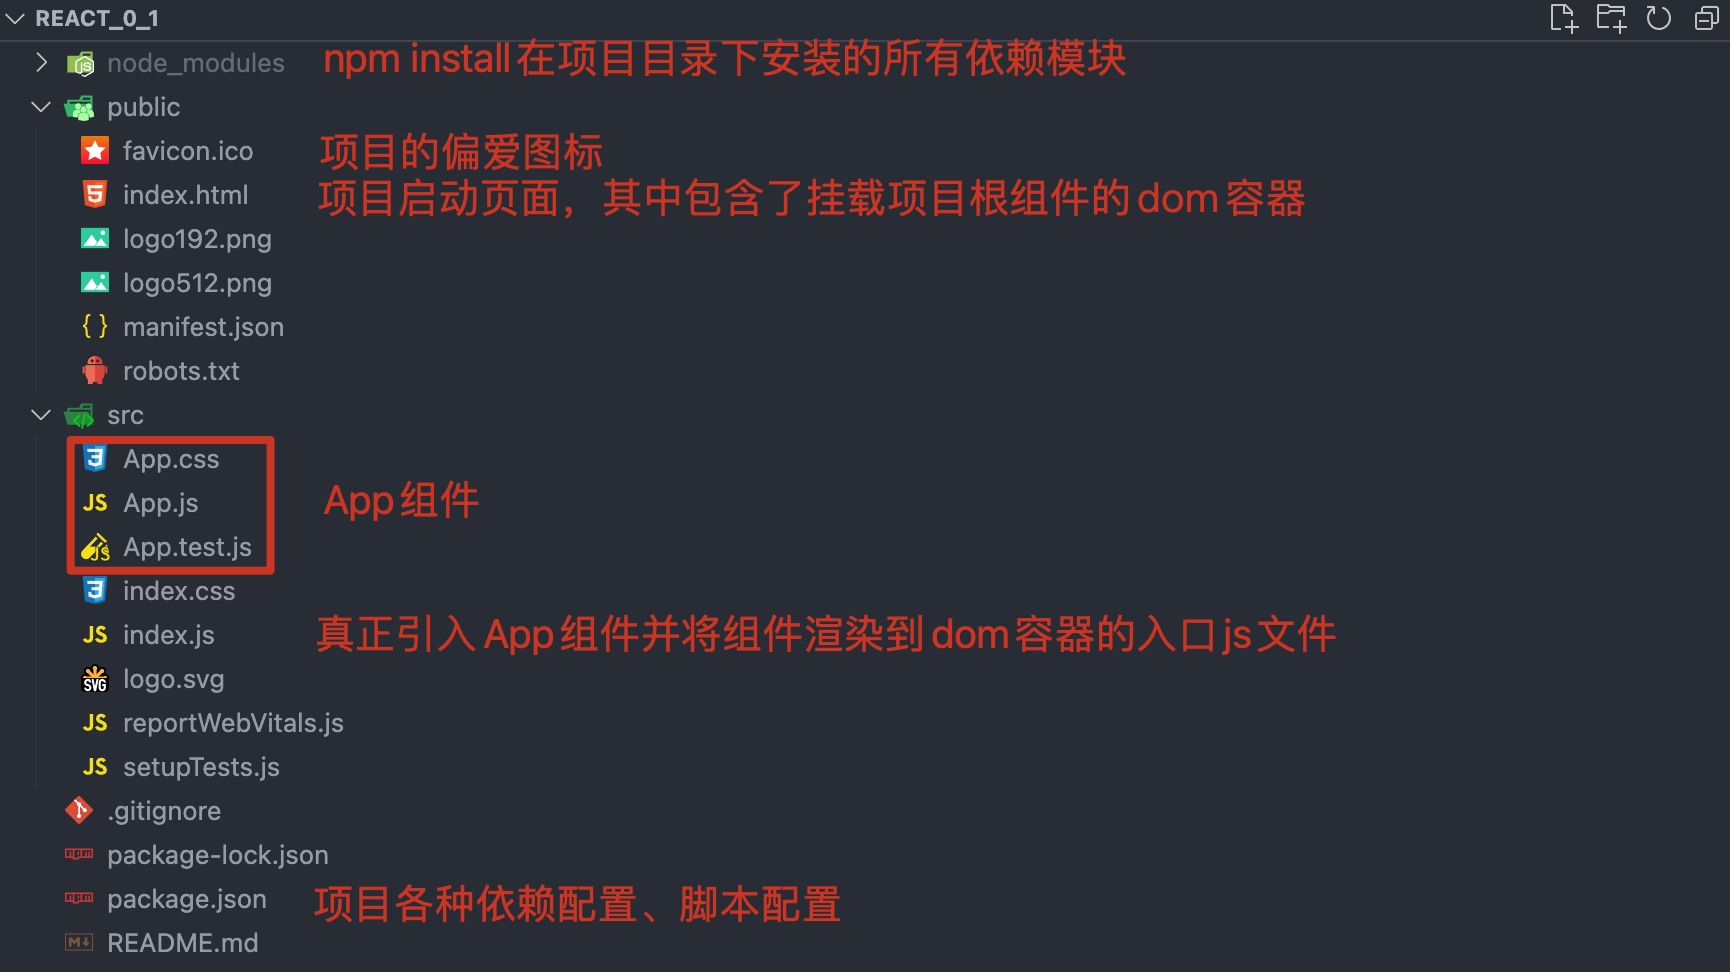 REACT_0_1
node_modules npm install在项目目录下安装的所有依赖模块
public
favicon.ico 项目的偏爱图标
index.html 项目启动页面，其中包含了挂载项目根组件的dom容器
logo192.png
logo512.png
manifest.json
robots.txt
src
App.css
App.js App组件
App.test.js
index.css
index.js 真正引入App组件并将组件渲染到dom容器的入口js文件
logo.svg
reportWebVitals.js
setupTests.js
.gitignore
package-lock.json
package.json 项目各种依赖配置、脚本配置
README.md